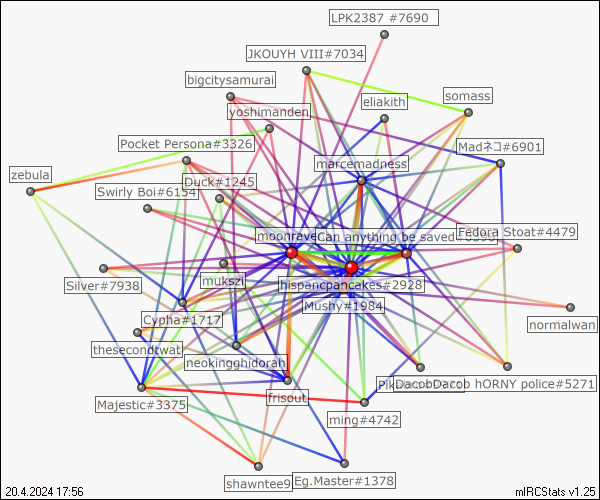 LPK2387 #7690
JKOUYH VIII#7034
bigcitysamurai
yoshimanden
eliakith
somass
Pocket Persona#3326
marcemadness
Madネコ#6901
zebula
Duck#1245
Swirly Boi#6154
moonrave
Can anything be saved
Fedora Stoat#4479
Silver#7938
mukszi
hispancpancakes#2928
Mushy#1984
Cypha#1717
normalwan
thesecondtwat
neokingghidorah
DacobDacob hORNY police#5271
Majestic#3375
frisout
ming#4742
shawntee9
Eg.Master#1378
20.4.2024 17:56
mIRCStats v1.25